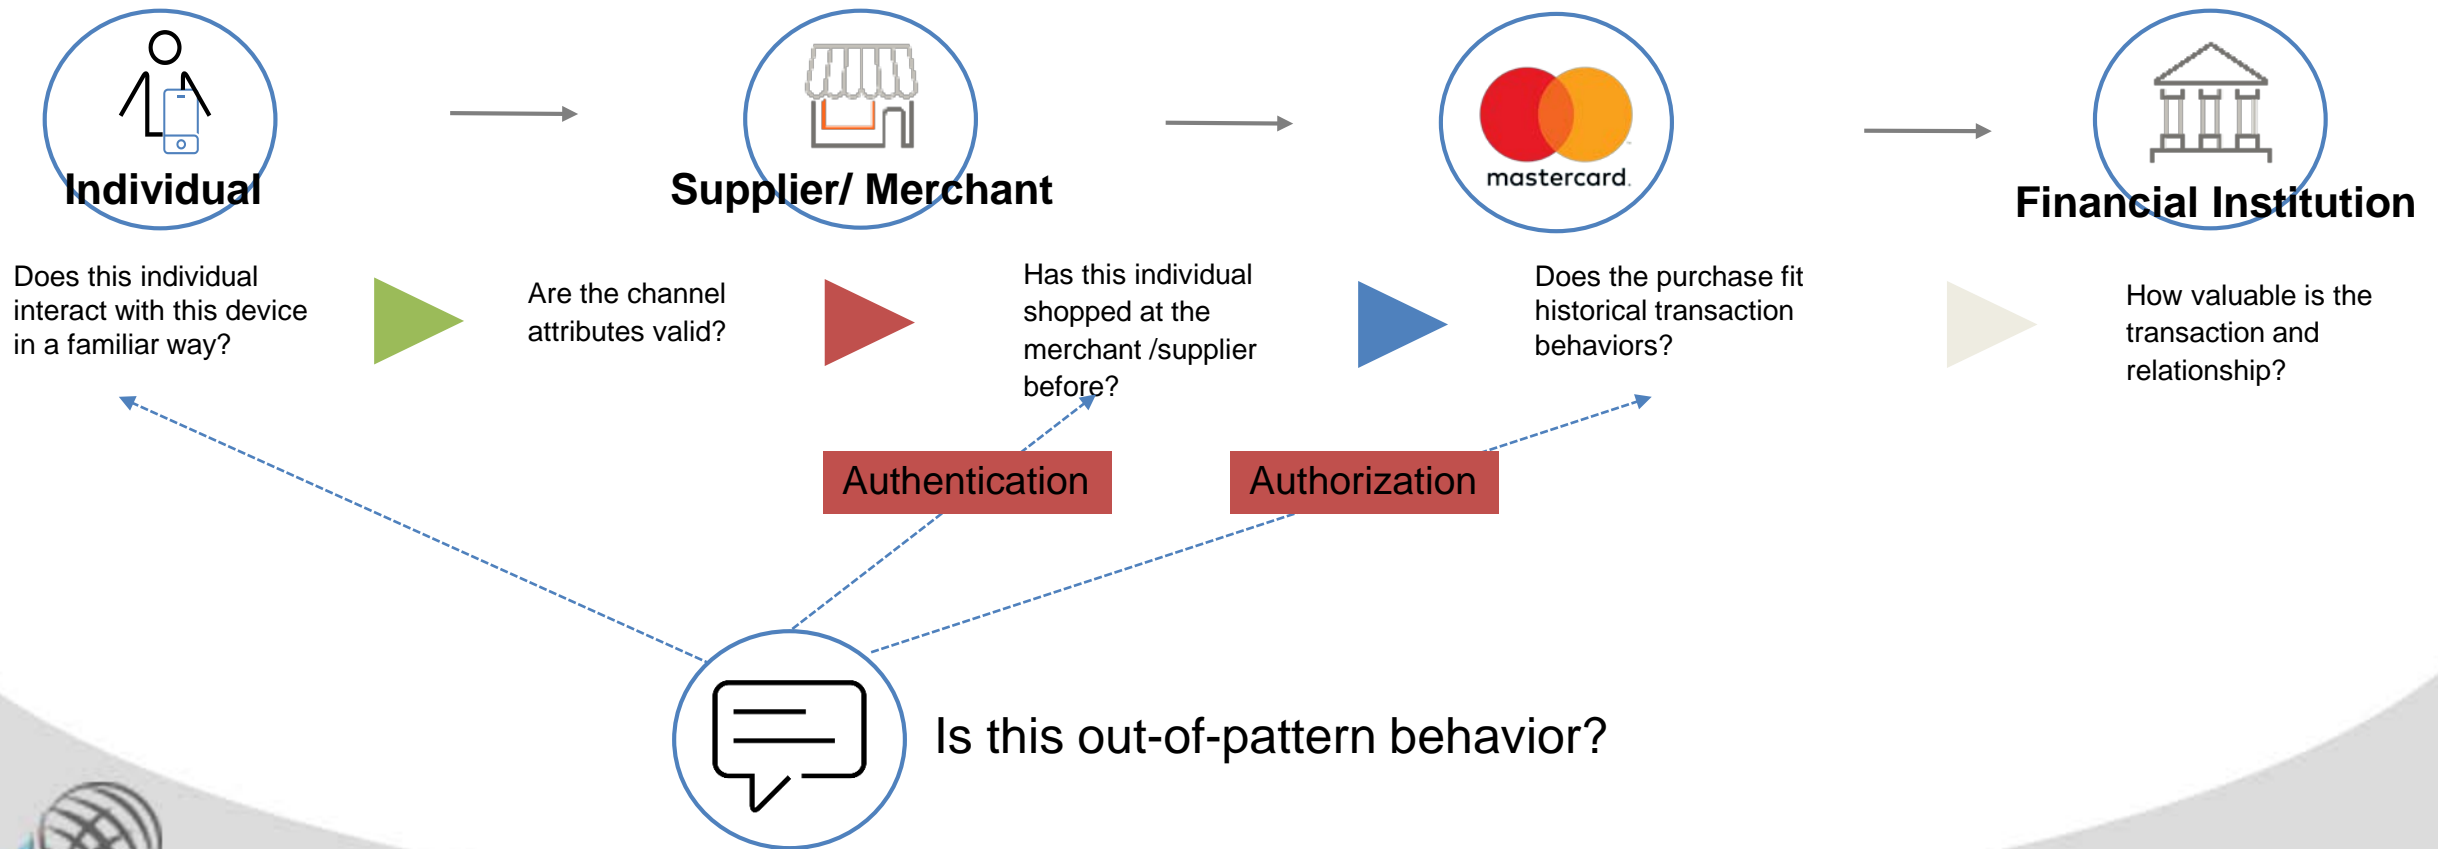 Individual
Supplier/ Merchant
mastercard.
Financial Institution
Does this individual
interact with this device
in a familiar way?
Are the channel
attributes valid?
Has this individual
shopped at the
merchant /supplier
before?
Does the purchase fit
historical transaction
behaviors?
How valuable is the
transaction and
relationship?
Authentication
Authorization
Is this out-of-pattern behavior?